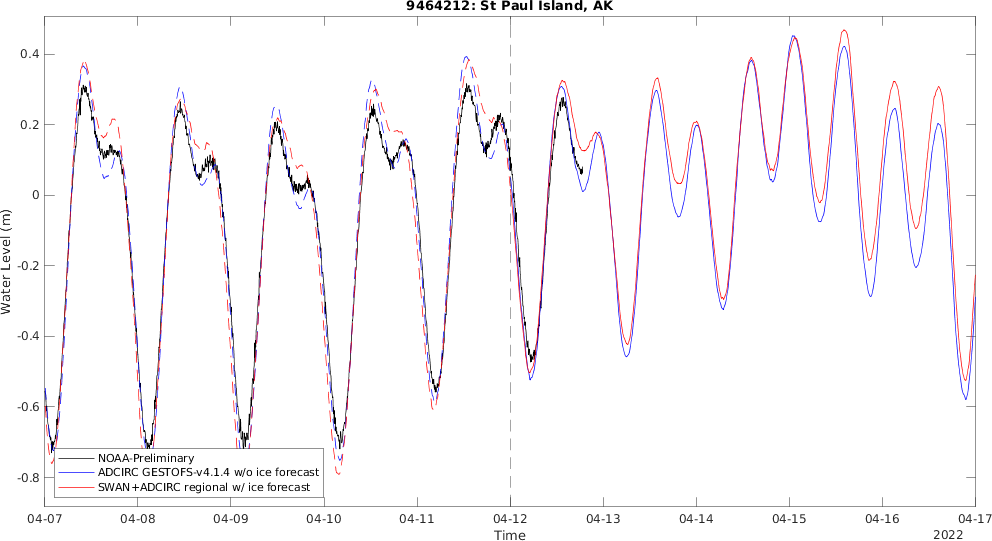 9464212: St Paul Island, AK
Water Level (m)
0.4
0.2
0
-0.2
-0.4
-0.6
-0.8
NOAA-Preliminary
ADCIRC GESTOFS-v4.1.4 w/o ice forecast
SWAN+ADCIRC regional w/ ice forecast
04-07 04-08 04-09 04-10 04-11 04-12 04-13 04-14 04-15 04-16 04-17
Time
2022